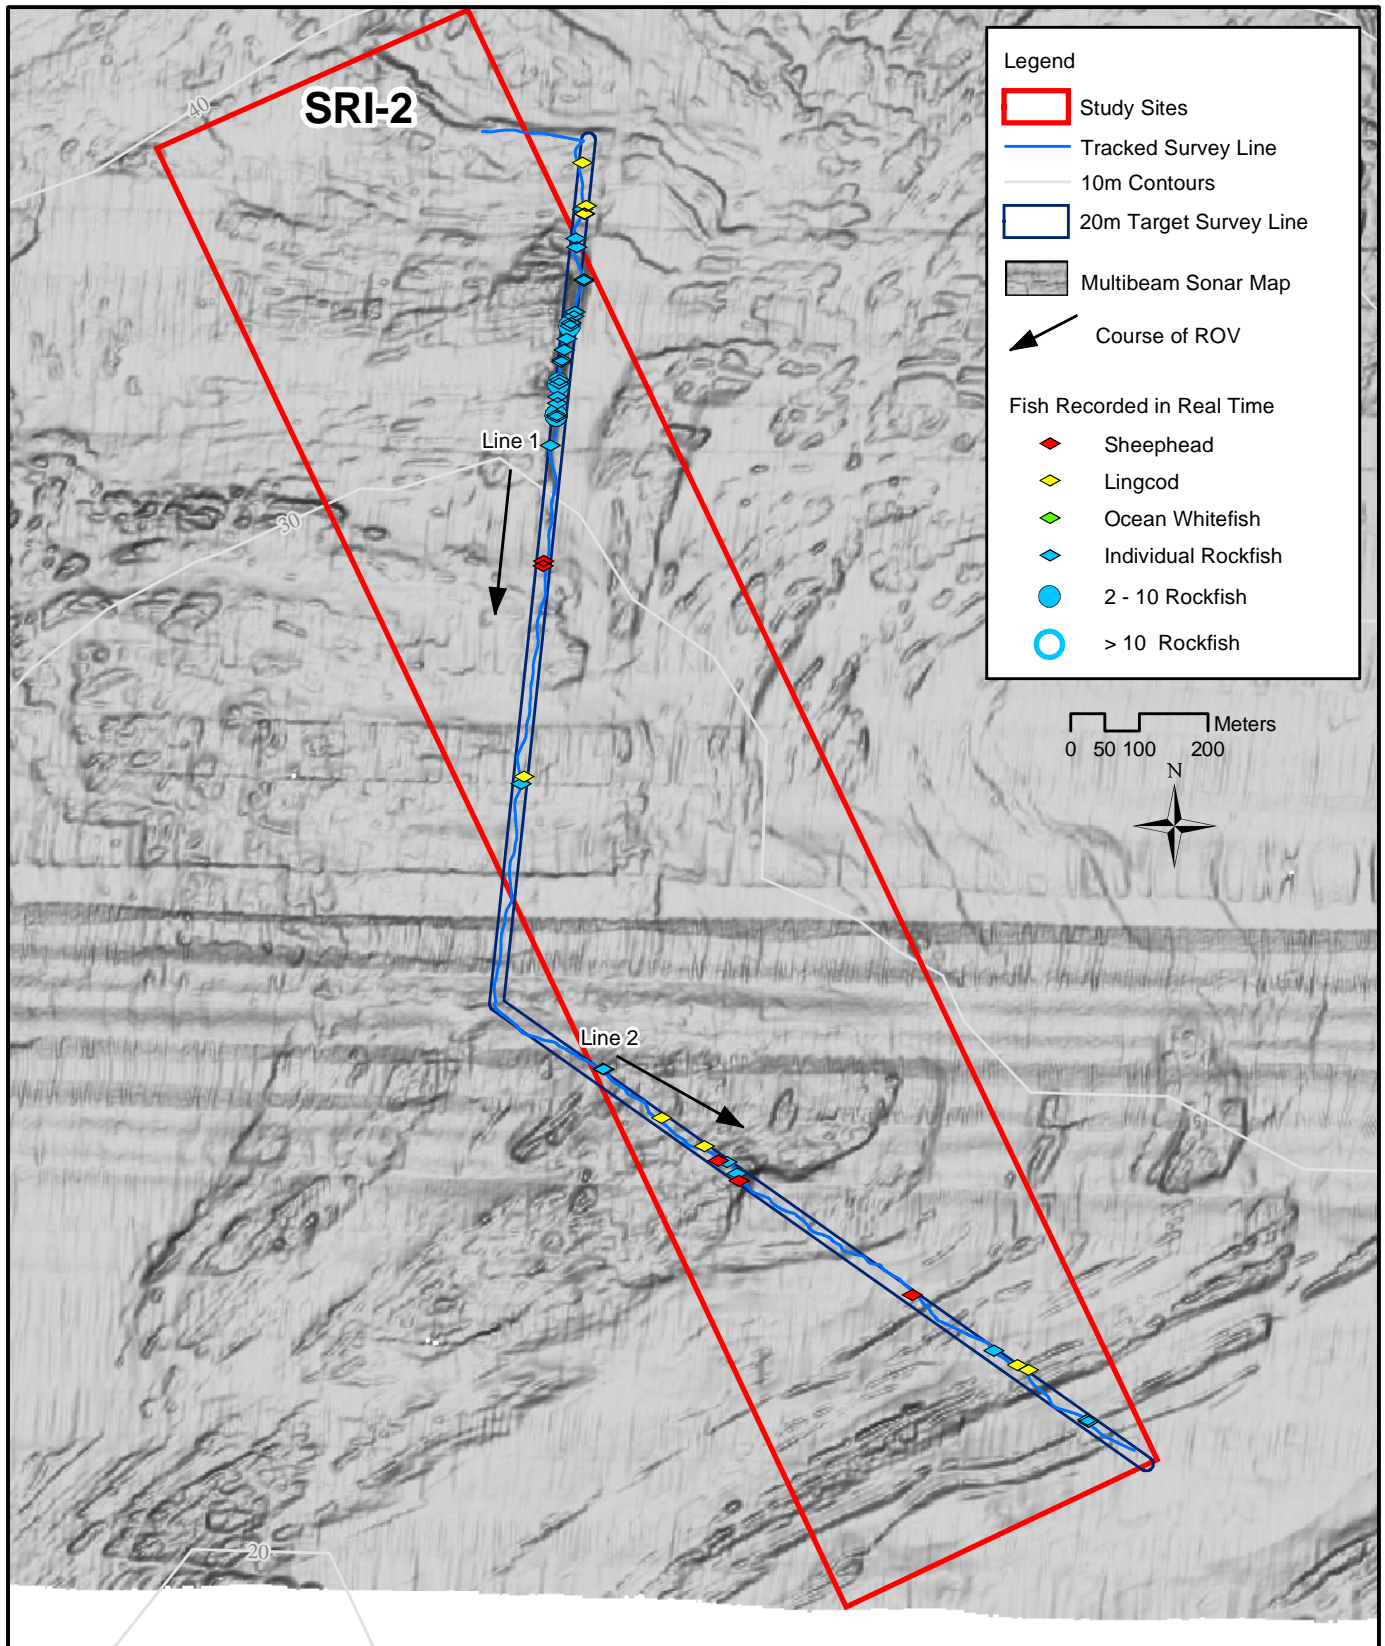 SRI-2
40
Legend
Study Sites
Tracked Survey Line
10m Contours
20m Target Survey Line
Multibeam Sonar Map
Course of ROV
Fish Recorded in Real Time
Sheephead
Lingcod
Ocean Whitefish
Individual Rockfish
2 - 10 Rockfish
> 10 Rockfish
Line 1
30
Meters
0 50 100 200
N
Line 2
20